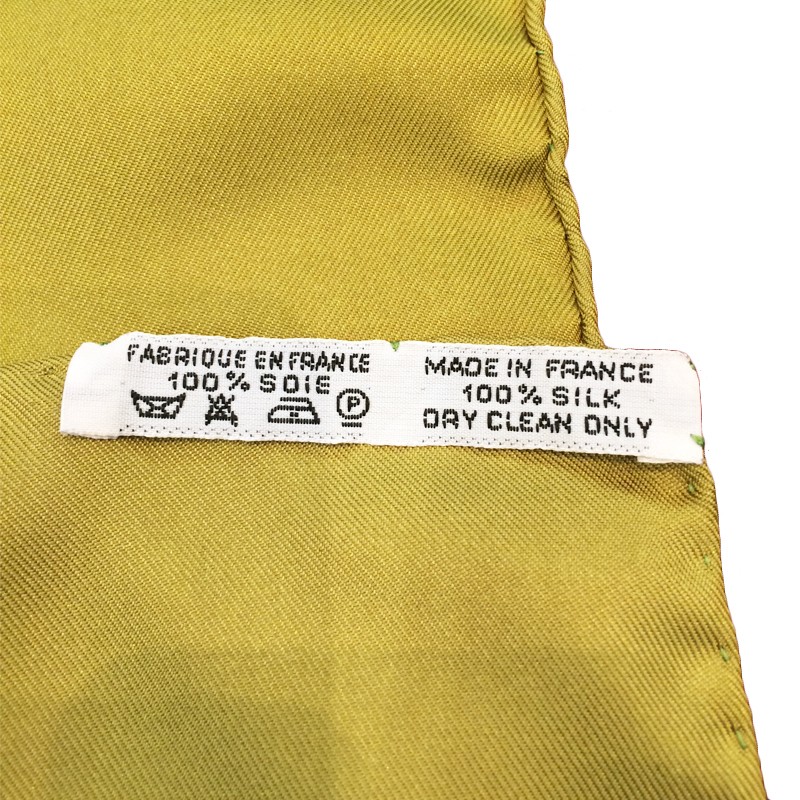 FABRIQUE EN FRANCE
100% SOIE
P
MADE IN FRANCE
100% SILK
DRY CLEAN ONLY